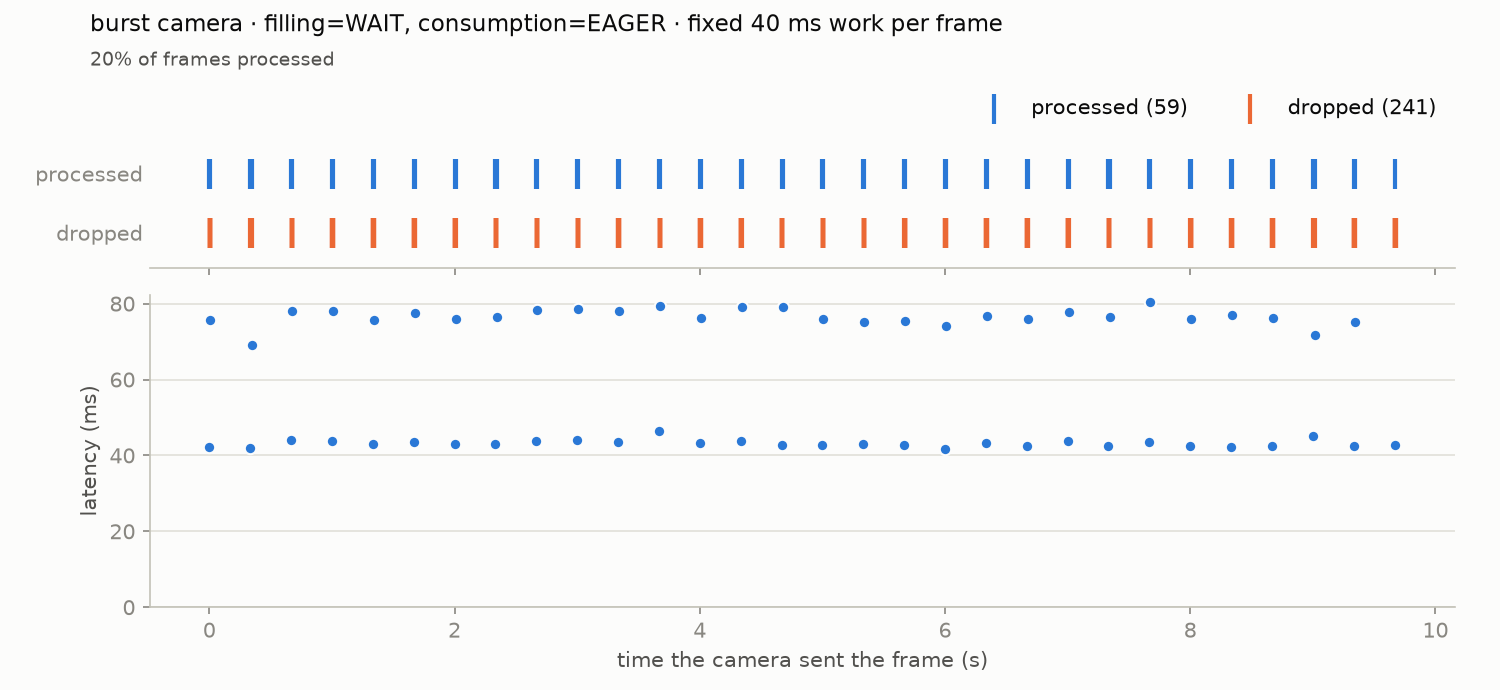 burst camera · filling=WAIT, consumption=EAGER · fixed 40 ms work per frame
20% of frames processed
processed (59)
dropped (241)
processed
dropped
80
60
40
20
0
latency (ms)
0 2 4 6 8 10
time the camera sent the frame (s)